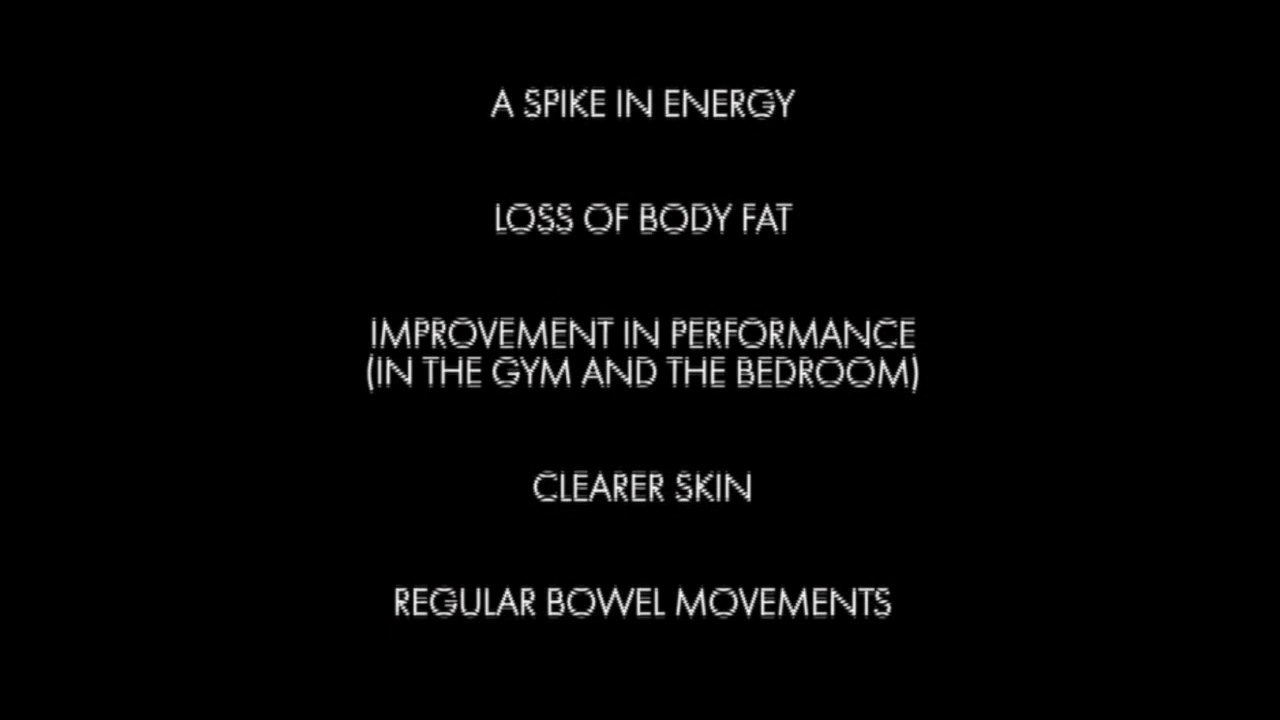 A SPIKE IN ENERGY
LOSS OF BODY FAT
IMPROVEMENT IN PERFORMANCE
(IN THE GYM AND THE BEDROOM)
CLEARER SKIN
REGULAR BOWEL MOVEMENTS